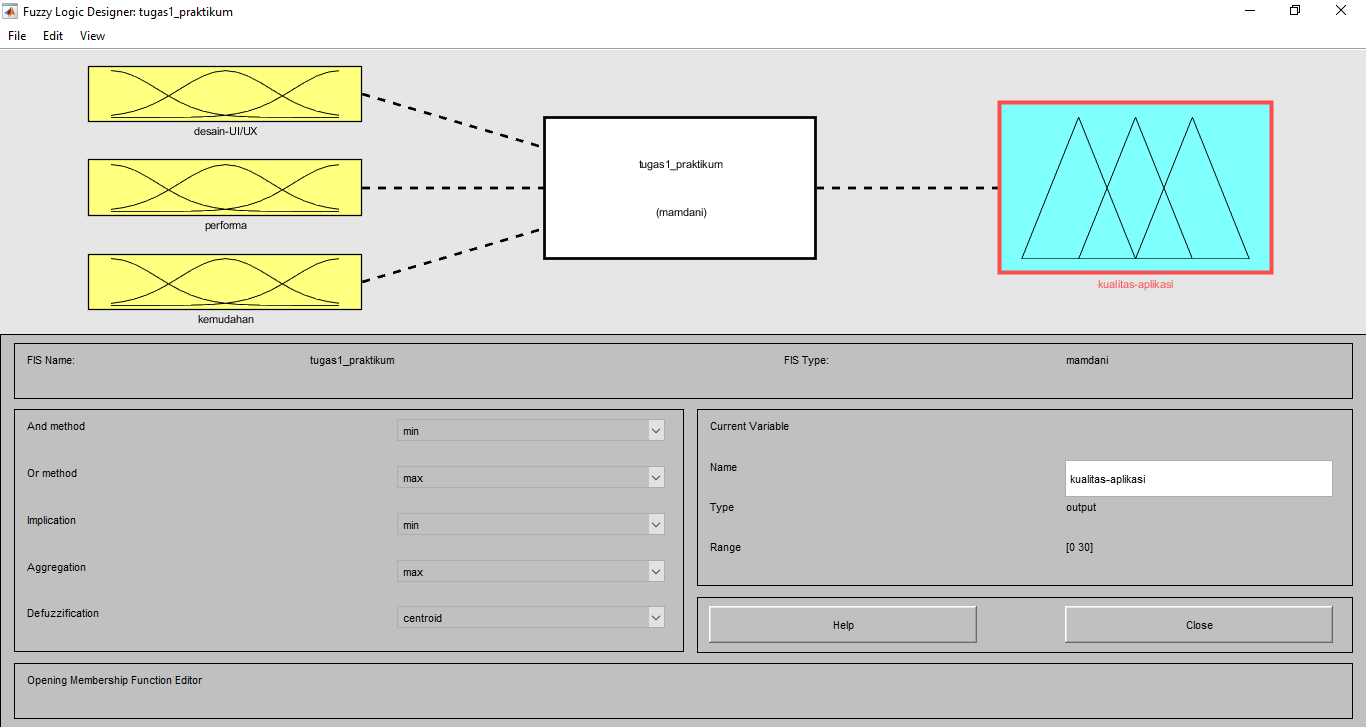 Fuzzy Logic Designer: tugas1_praktikum
File Edit View
desain-UI/UX
performa
kemudahan
tugas1_praktikum
(mamdani)
kualitas-aplikasi
FIS Name: tugas1_praktikum FIS Type: mamdani
And method min
Or method max
Implication min
Aggregation max
Defuzzification centroid
Current Variable
Name kualitas-aplikasi
Type output
Range [0 30]
Help Close
Opening Membership Function Editor